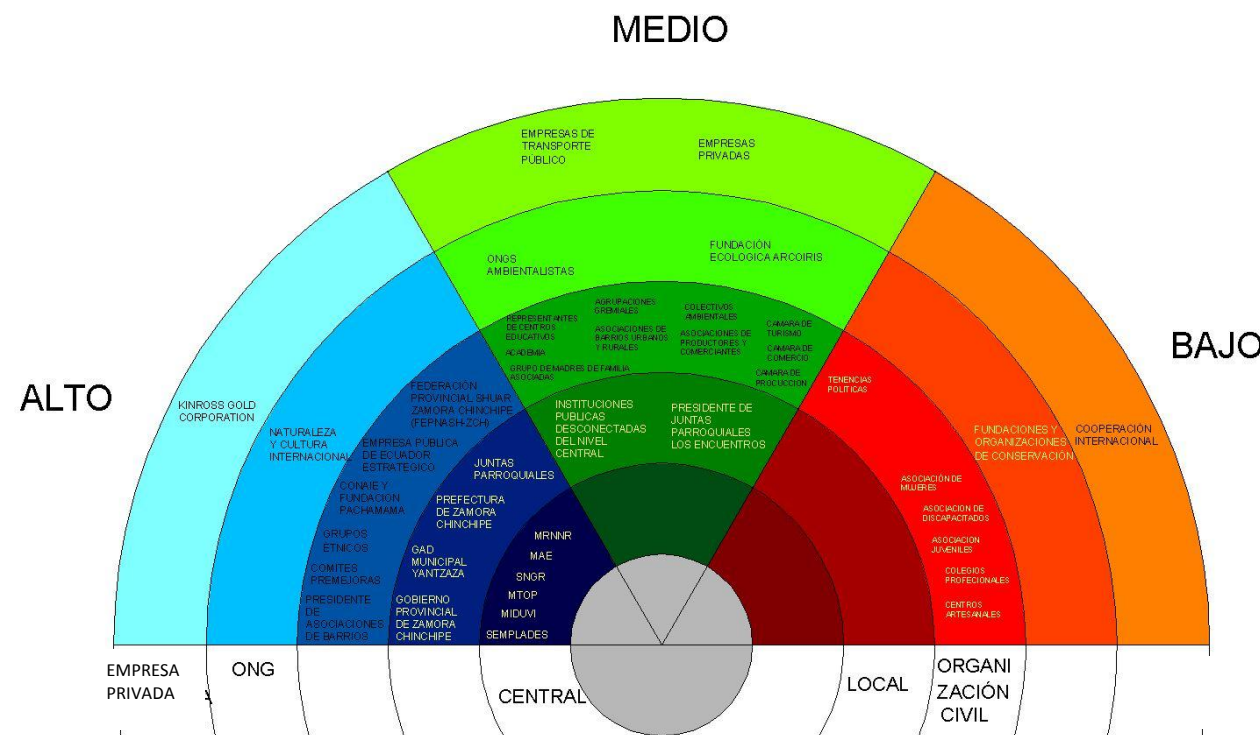 MEDIO
ALTO
BAJO
EMPRESAS DE
TRANSPORTE
PÚBLICO
EMPRESAS
PRIVADAS
ONGS
AMBIENTALISTAS
FUNDACIÓN
ECOLOGICA ARCOIRIS
REPRESENTANTES
DE CENTROS
EDUCATIVOS
ACADEMIA
GRUPO DE MADRES DE FAMILIA
ASOCIADAS
AGRUPACIONES
GREMIALES
ASOCIACIONES DE
BARRIOS URBANOS
Y RURALES
COLECTIVOS
AMBIENTALES
ASOCIACIONES DE
PRODUCTORES Y
COMERCIANTES
CAMARA DE
TURISMO
CAMARA DE
COMERCIO
CAMARA DE
PROCUCCION
INSTITUCIONES
PUBLICAS
DESCONECTADAS
DEL NIVEL
CENTRAL
PRESIDENTE DE
JUNTAS
PARROQUIALES
LOS ENCUENTROS
KINROSS GOLD
CORPORATION
NATURALEZA
Y CULTURA
INTERNACIONAL
FEDERACIÓN
PROVINCIAL SHUAR
ZAMORA CHINCHIPE
(FEPNASH-ZCH)
EMPRESA PUBLICA
DE ECUADOR
ESTRATEGICO
CONAIE Y
FUNDACION
PACHAMAMA
GRUPOS
ETNICOS
COMITES
PREMEJORAS
PRESIDENTE
DE
ASOCIACIONES
DE BARRIOS
JUNTAS
PARROQUIALES
PREFECTURA
DE ZAMORA
CHINCHIPE
GAD
MUNICIPAL
YANTZAZA
GOBIERNO
PROVINCIAL
DE ZAMORA
CHINCHIPE
MRNNR
MAE
SNGR
MTOP
MIDUVI
SEMPLADES
TENENCIAS
POLITICAS
ASOCIACIÓN DE
MUJERES
ASOCIACION DE
DISCAPACITADOS
ASOCIACION
JUVENILES
COLEGIOS
PROFECIONALES
CENTROS
ARTESANALES
FUNDACIONES Y
ORGANIZACIONES
DE CONSERVACIÓN
COOPERACIÓN
INTERNACIONAL
EMPRESA
PRIVADA
ONG
CENTRAL
LOCAL
ORGANI
ZACIÓN
CIVIL